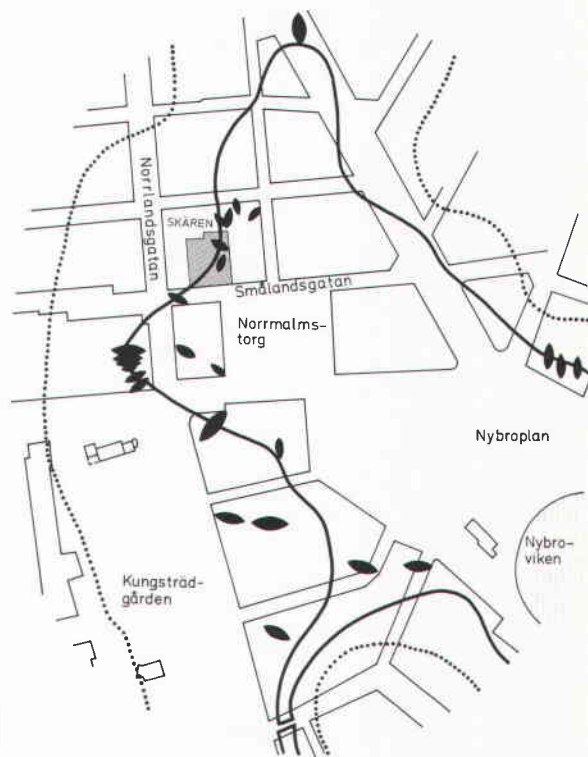 Norrlandsgatan
SKÄREN
Smålandsgatan
Norrmalms-
torg
Nybroplan
Nybro-
viken
Kungsträd-
gården